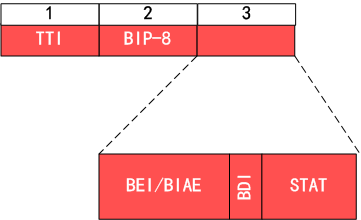 1 2 3
TTI BIP-8
BEI/BIAE BDI STAT